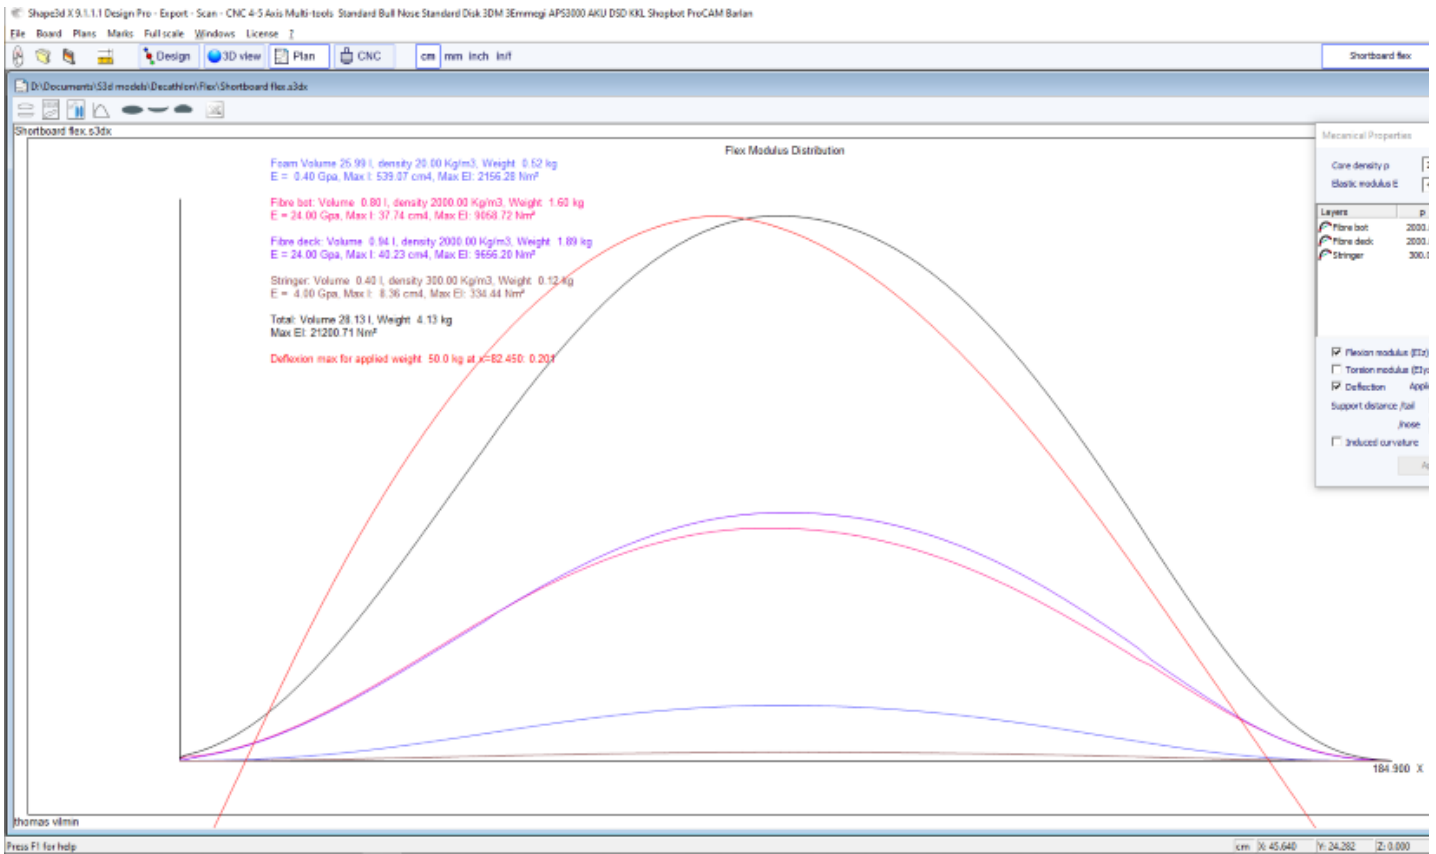 Shape3d X 9.1.1.1 Design Pro - Export - Scan - CNC 4-5 Axis Multi-tools Standard Bull Nose Standard Disk 3DM 3Emmegi APS3000 AKU DSD KKL Shopbot ProCAM Barlan
File Board Plans Marks Full scale Windows License ?
Design 3D view Plan CNC cm mm inch in/f Shortboard flex
D:\Documents\S3d models\Decathlon\Flex\Shortboard flex.s3dx
Shortboard flex.s3dx
Flex Modulus Distribution
Foam Volume 25.99 l, density 20.00 Kg/m3, Weight 0.52 kg
E = 0.40 Gpa, Max I: 539.07 cm4, Max EI: 2156.28 Nm²
Fibre bot: Volume 0.80 l, density 2000.00 Kg/m3, Weight 1.60 kg
E = 24.00 Gpa, Max I: 37.74 cm4, Max EI: 9058.72 Nm²
Fibre deck: Volume 0.94 l, density 2000.00 Kg/m3, Weight 1.89 kg
E = 24.00 Gpa, Max I: 40.23 cm4, Max EI: 9656.20 Nm²
Stringer: Volume 0.40 l, density 300.00 Kg/m3, Weight 0.12 kg
E = 4.00 Gpa, Max I: 8.36 cm4, Max EI: 334.44 Nm²
Total: Volume 28.13 l, Weight 4.13 kg
Max EI: 21200.71 Nm²
Deflexion max for applied weight 50.0 kg at x=82.450: 0.201
Mecanical Properties
Core density ρ
Elastic modulus E
Layers ρ
Fibre bot 2000.
Fibre deck 2000.
Stringer 300.0
Flexion modulus (EIz)
Torsion modulus (EIy
Deflection Appli
Support distance /tail
/nose
Induced curvature
Ap
184.900 X
thomas vilmin
Press F1 for help
cm X: 45.640 Y: 24.282 Z: 0.000